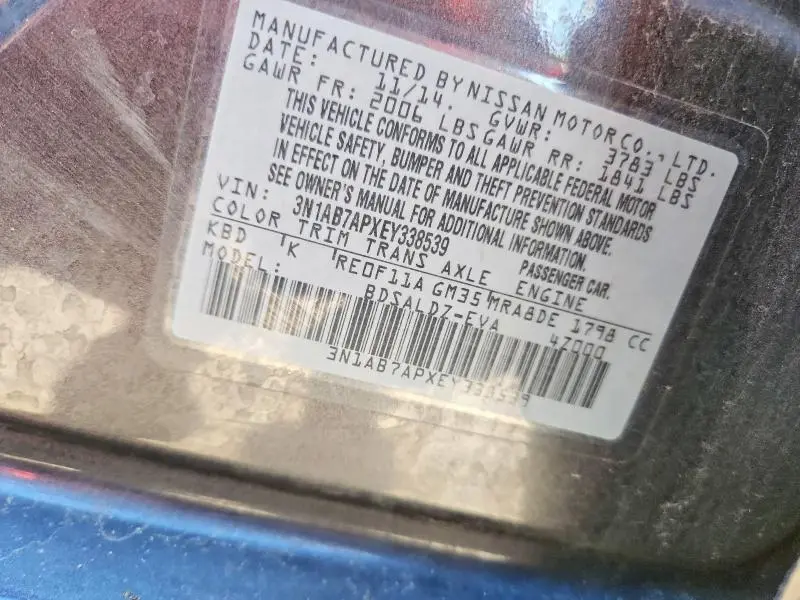 MANUFACTURED BY NISSAN MOTOR CO., LTD.
DATE: 11/14. GVWR: 3783 LBS
GAWR FR: 2006 LBS GAWR RR: 1841 LBS
THIS VEHICLE CONFORMS TO ALL APPLICABLE FEDERAL MOTOR
VEHICLE SAFETY, BUMPER AND THEFT PREVENTION STANDARDS
IN EFFECT ON THE DATE OF MANUFACTURE SHOWN ABOVE.
SEE OWNER'S MANUAL FOR ADDITIONAL INFORMATION.
VIN: 3N1AB7APXEY338539 PASSENGER CAR.
COLOR TRIM TRANS AXLE ENGINE
KBD K RE0F11A GM35 MRA8DE 1798 CC
MODEL: BDSALDZ-EVA 4Z000
3N1AB7APXEY338539